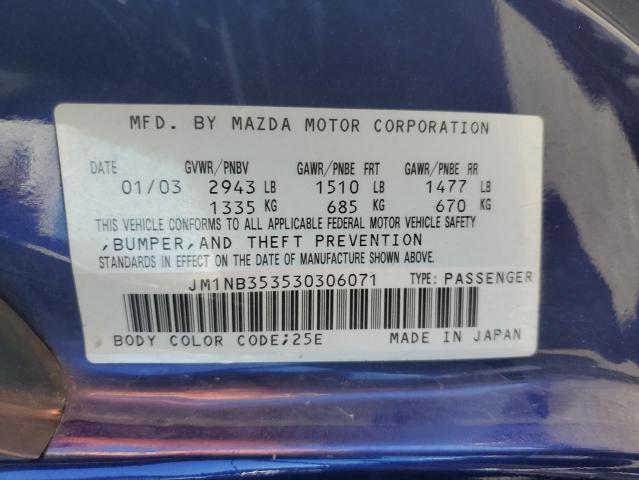 MFD. BY MAZDA MOTOR CORPORATION
DATE GVWR/PNBV GAWR/PNBE FRT GAWR/PNBE RR
01/03 2943 LB 1510 LB 1477 LB
1335 KG 685 KG 670 KG
THIS VEHICLE CONFORMS TO ALL APPLICABLE FEDERAL MOTOR VEHICLE SAFETY
,BUMPER,AND THEFT PREVENTION
STANDARDS IN EFFECT ON THE DATE OF MANUFACTURE SHOWN ABOVE.
JM1NB353530306071 TYPE: PASSENGER
BODY COLOR CODE;25E MADE IN JAPAN